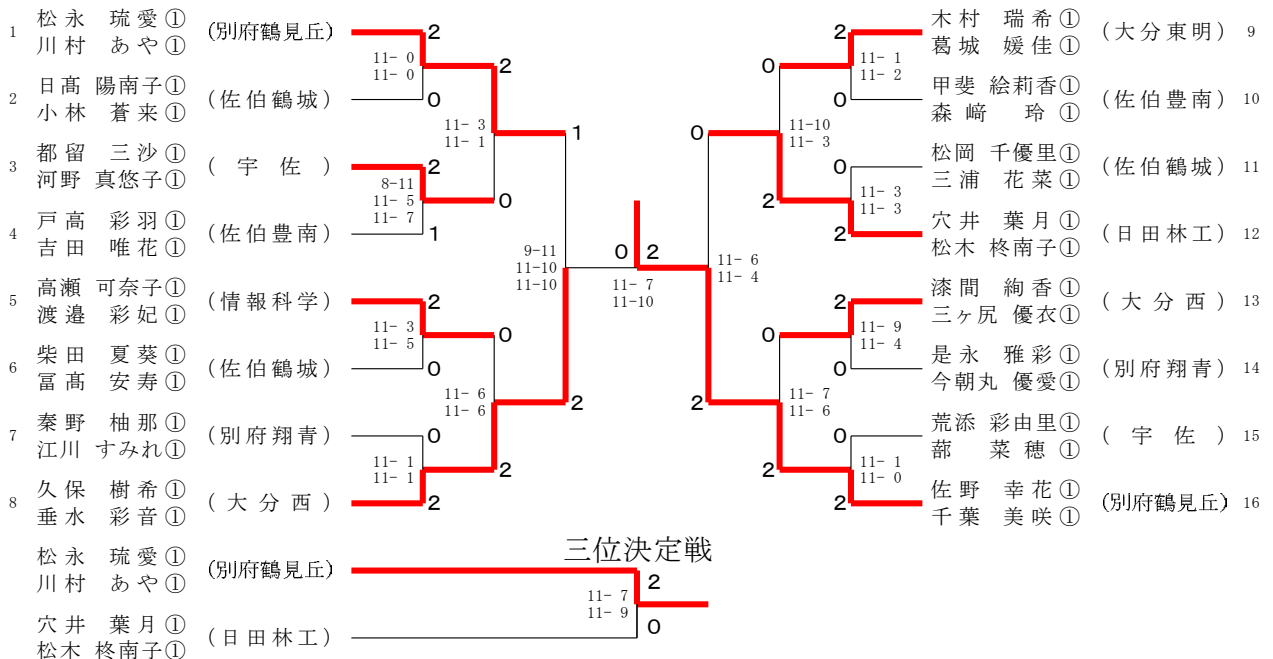 松永 琉愛①
1 (別府鶴見丘) 2
川村 あや①
11- 0
11- 0
2
日髙 陽南子①
2 (佐伯鶴城) 0
小林 蒼来①
11- 3
11- 1
1
都留 三沙①
3 (宇佐) 2
河野 真悠子①
8-11
11- 5
11- 7
0
戸高 彩羽①
4 (佐伯豊南) 1
吉田 唯花①
9-11
11-10
11-10
高瀬 可奈子①
5 (情報科学) 2
渡邉 彩妃①
11- 3
11- 5
0
柴田 夏葵①
6 (佐伯鶴城) 0
冨髙 安寿①
11- 6
11- 6
2
秦野 柚那①
7 (別府翔青) 0
江川 すみれ①
11- 1
11- 1
2
久保 樹希①
8 (大分西) 2
垂水 彩音①
0 2
11- 7
11-10
木村 瑞希①
2 (大分東明) 9
葛城 媛佳①
11- 1
11- 2
0
甲斐 絵莉香①
0 (佐伯豊南) 10
森﨑 玲①
11-10
11- 3
0
松岡 千優里①
0 (佐伯鶴城) 11
三浦 花菜①
11- 3
11- 3
2
穴井 葉月①
2 (日田林工) 12
松木 柊南子①
11- 6
11- 4
漆間 絢香①
2 (大分西) 13
三ヶ尻 優衣①
11- 9
11- 4
0
是永 雅彩①
0 (別府翔青) 14
今朝丸 優愛①
11- 7
11- 6
2
荒添 彩由里①
0 (宇佐) 15
蔀 菜穂①
11- 1
11- 0
2
佐野 幸花①
2 (別府鶴見丘) 16
千葉 美咲①
三位決定戦
松永 琉愛①
(別府鶴見丘) 2
川村 あや①
11- 7
11- 9
穴井 葉月①
(日田林工) 0
松木 柊南子①